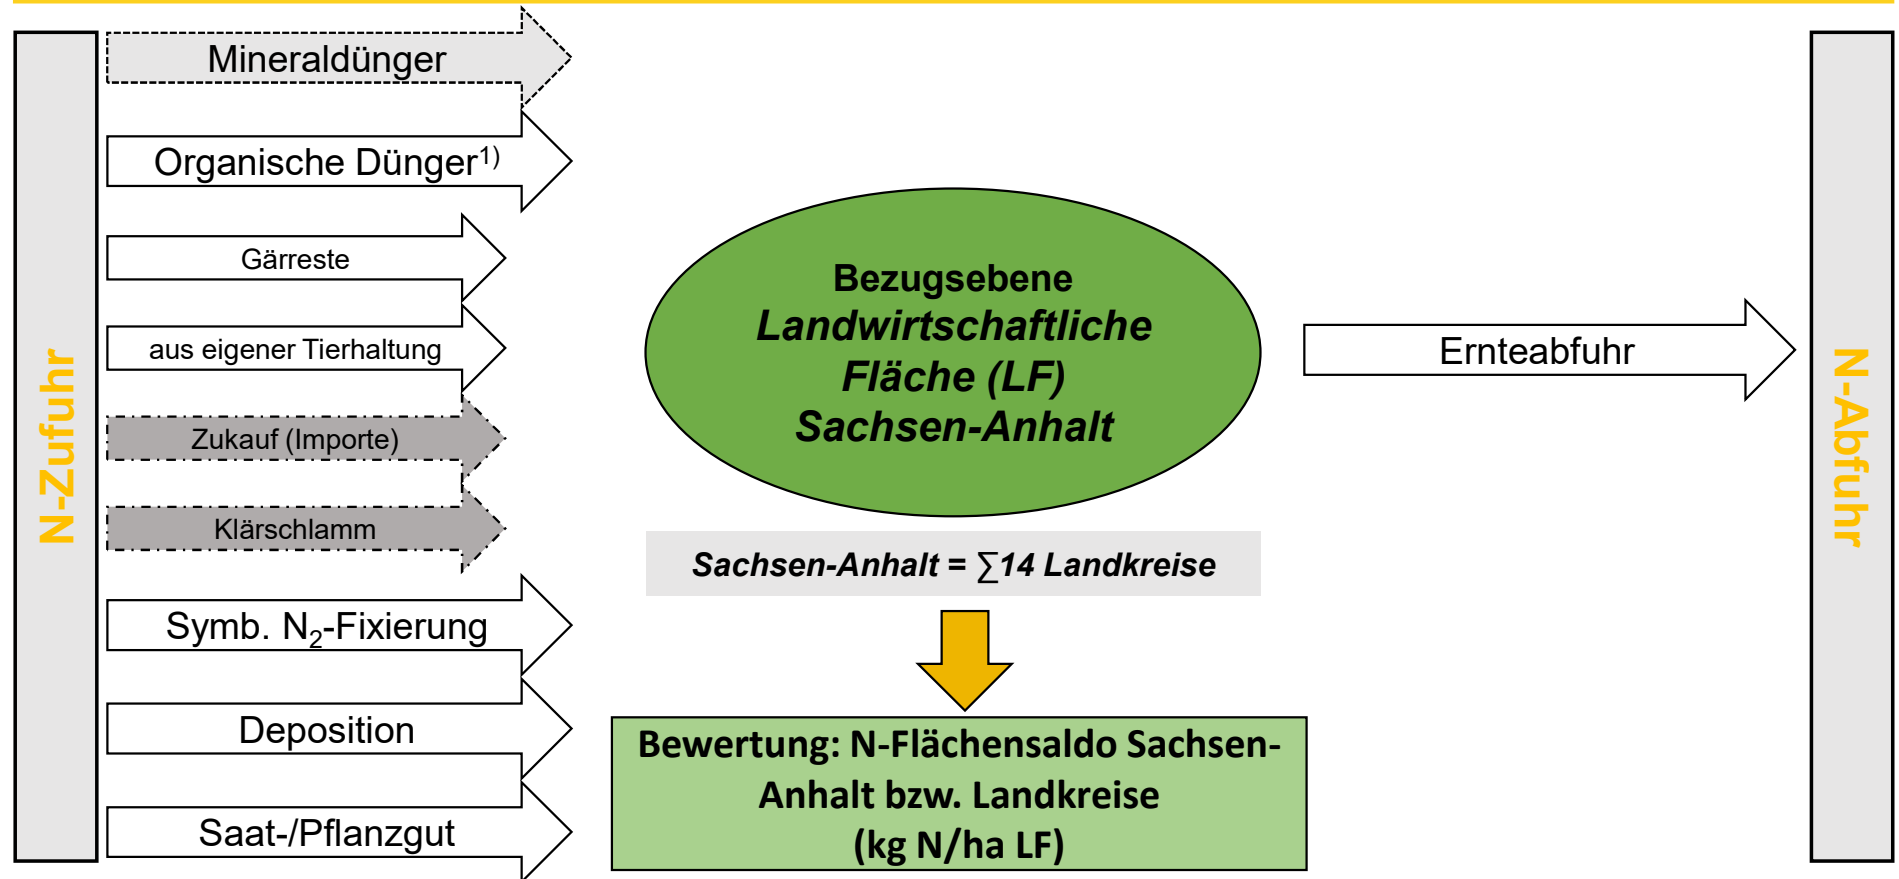 N-Zufuhr
Mineraldünger
Organische Dünger¹⁾
Gärreste
aus eigener Tierhaltung
Zukauf (Importe)
Klärschlamm
Symb. N₂-Fixierung
Deposition
Saat-/Pflanzgut
Bezugsebene
Landwirtschaftliche
Fläche (LF)
Sachsen-Anhalt
Sachsen-Anhalt = ∑14 Landkreise
Bewertung: N-Flächensaldo Sachsen-
Anhalt bzw. Landkreise
(kg N/ha LF)
Ernteabfuhr
N-Abfuhr